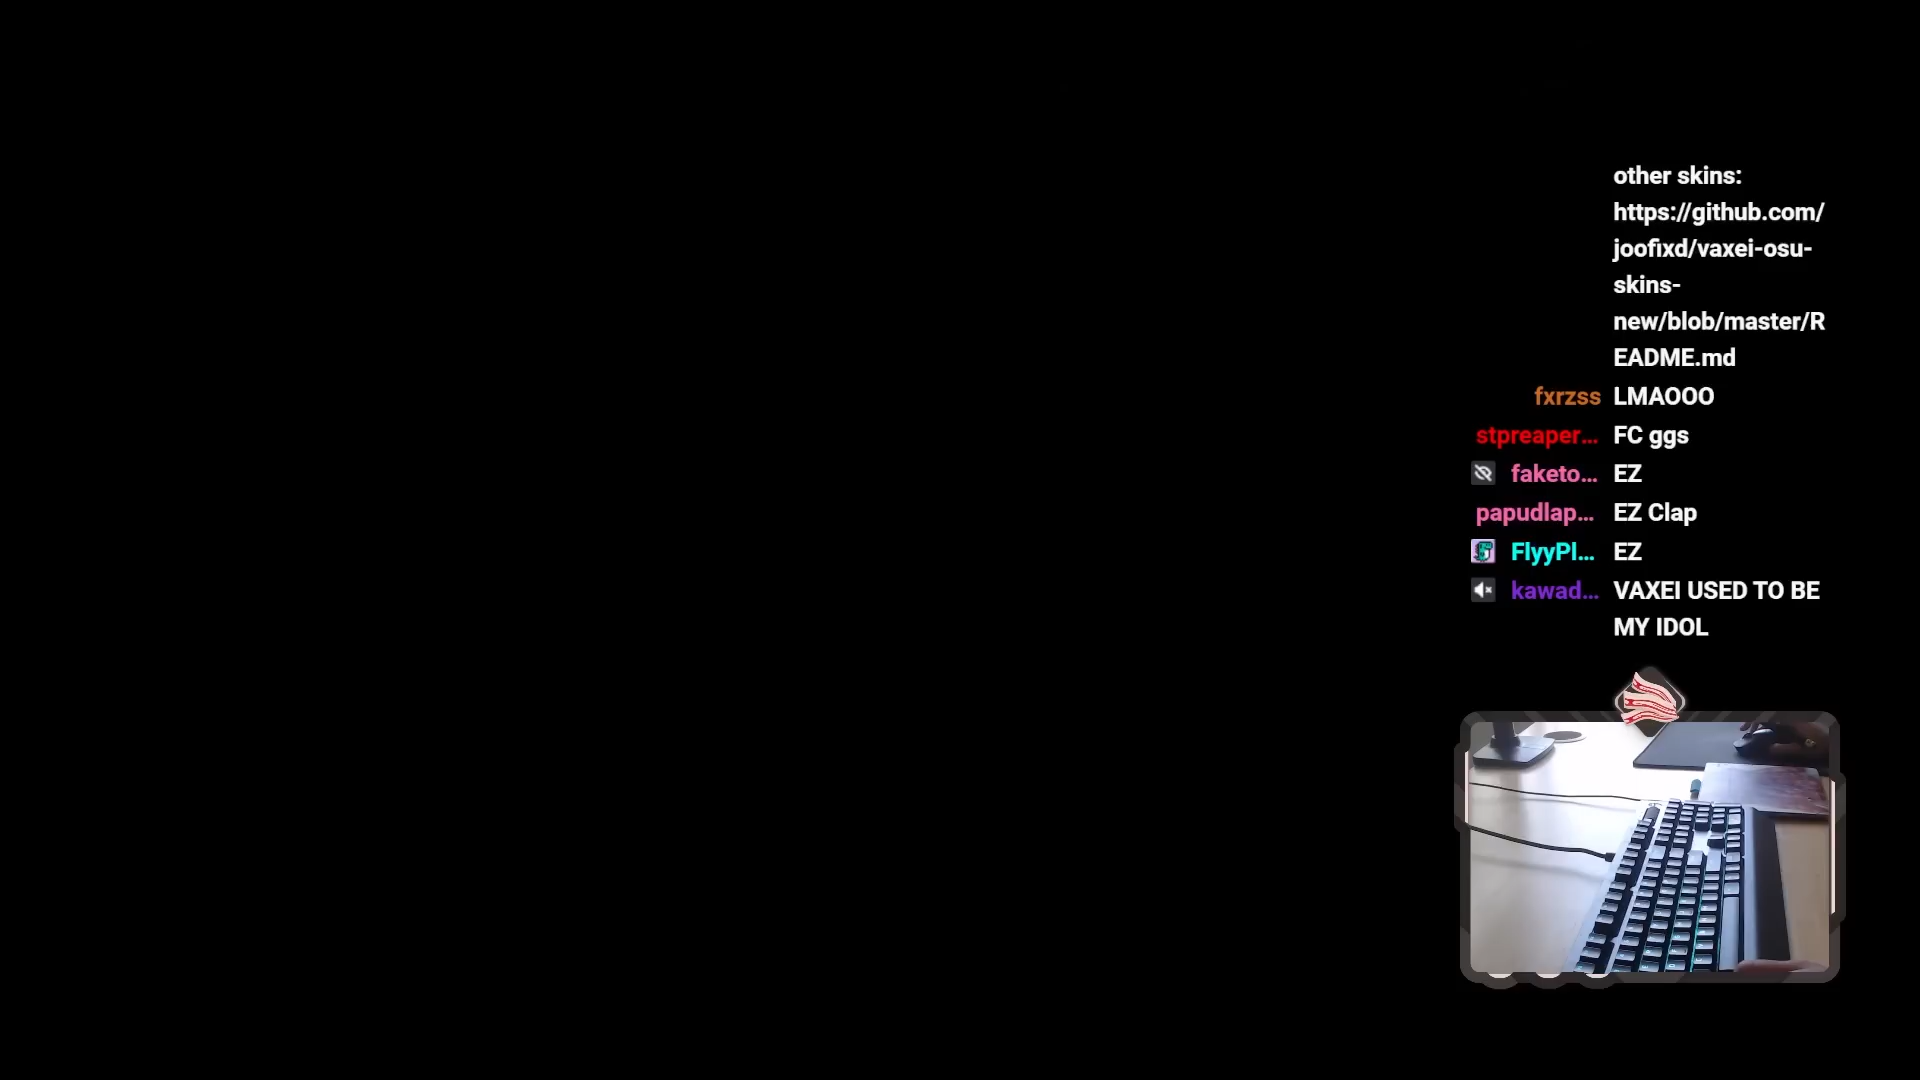 other skins:
https://github.com/
joofixd/vaxei-osu-
skins-
new/blob/master/R
EADME.md
fxrzss LMAOOO
stpreaper... FC ggs
faketo... EZ
papudlap... EZ Clap
FlyyPl... EZ
kawad... VAXEI USED TO BE
MY IDOL